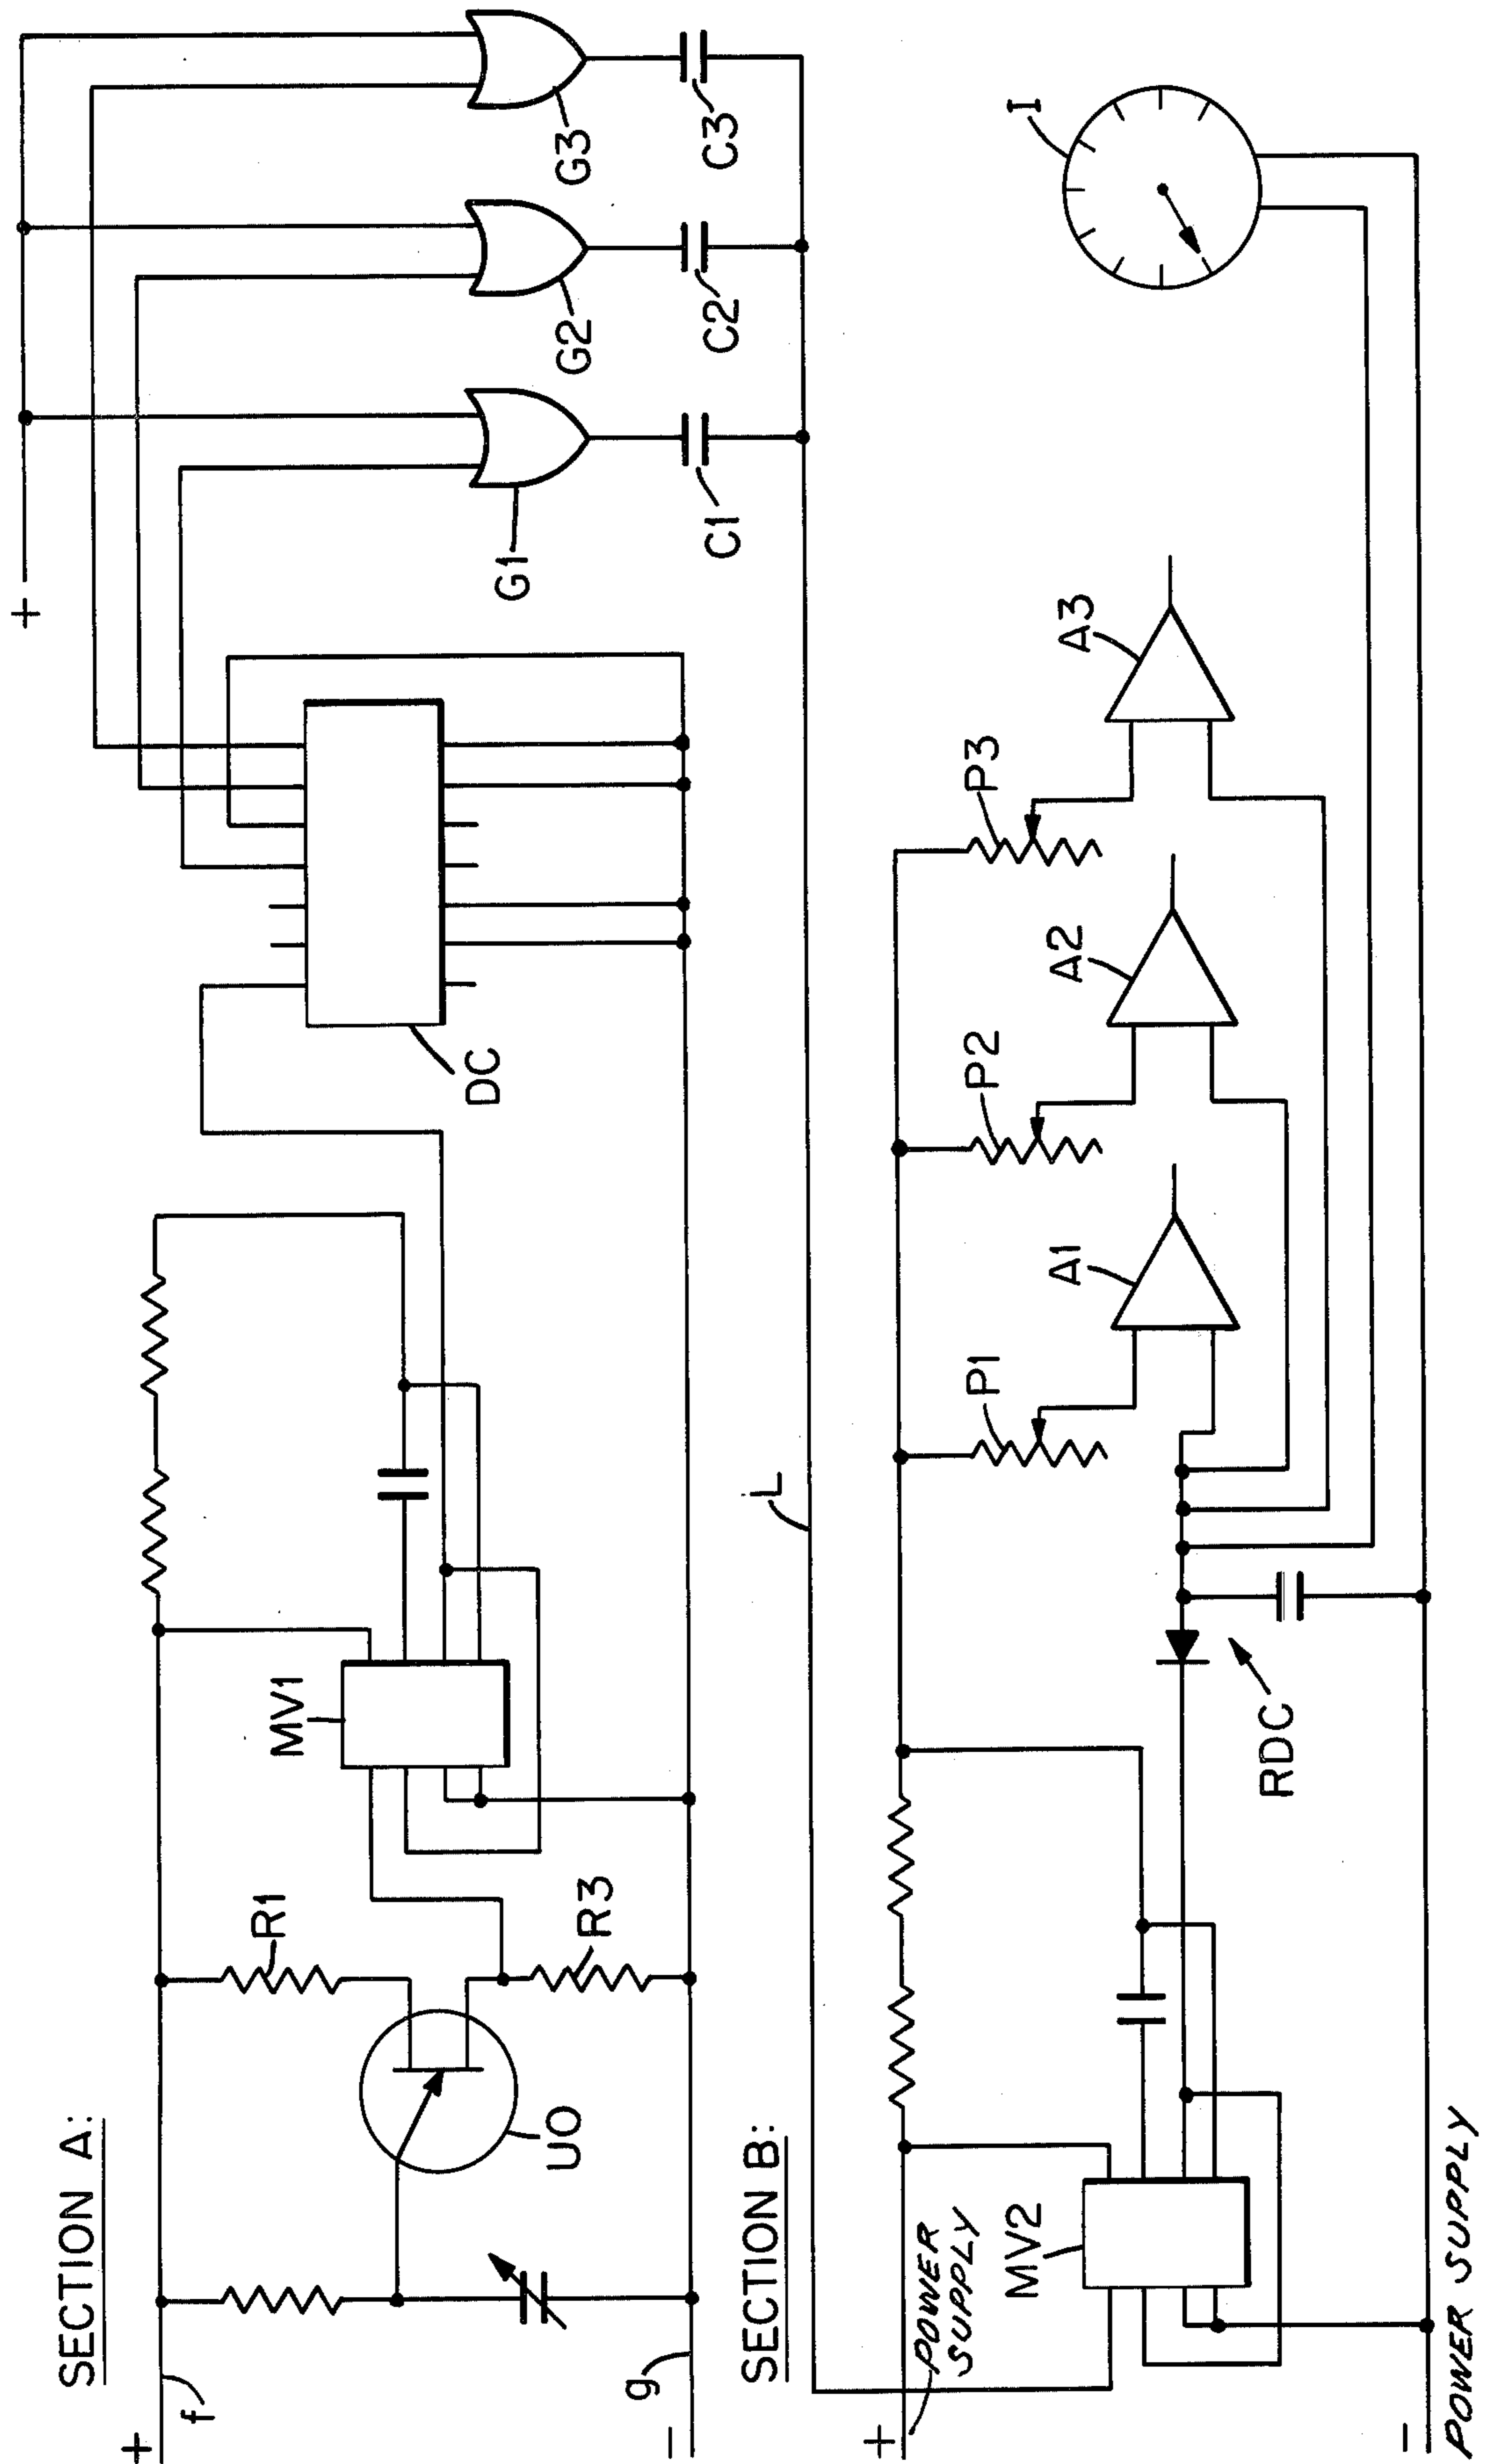 SECTION A:
+
f
g
−
R1
UO
R3
MV1
DC
+
G1
G2
G3
C1
C2
C3
L
SECTION B:
+
POWER
SUPPLY
MV2
RDC
P1
A1
P2
A2
P3
A3
I
−
POWER SUPPLY